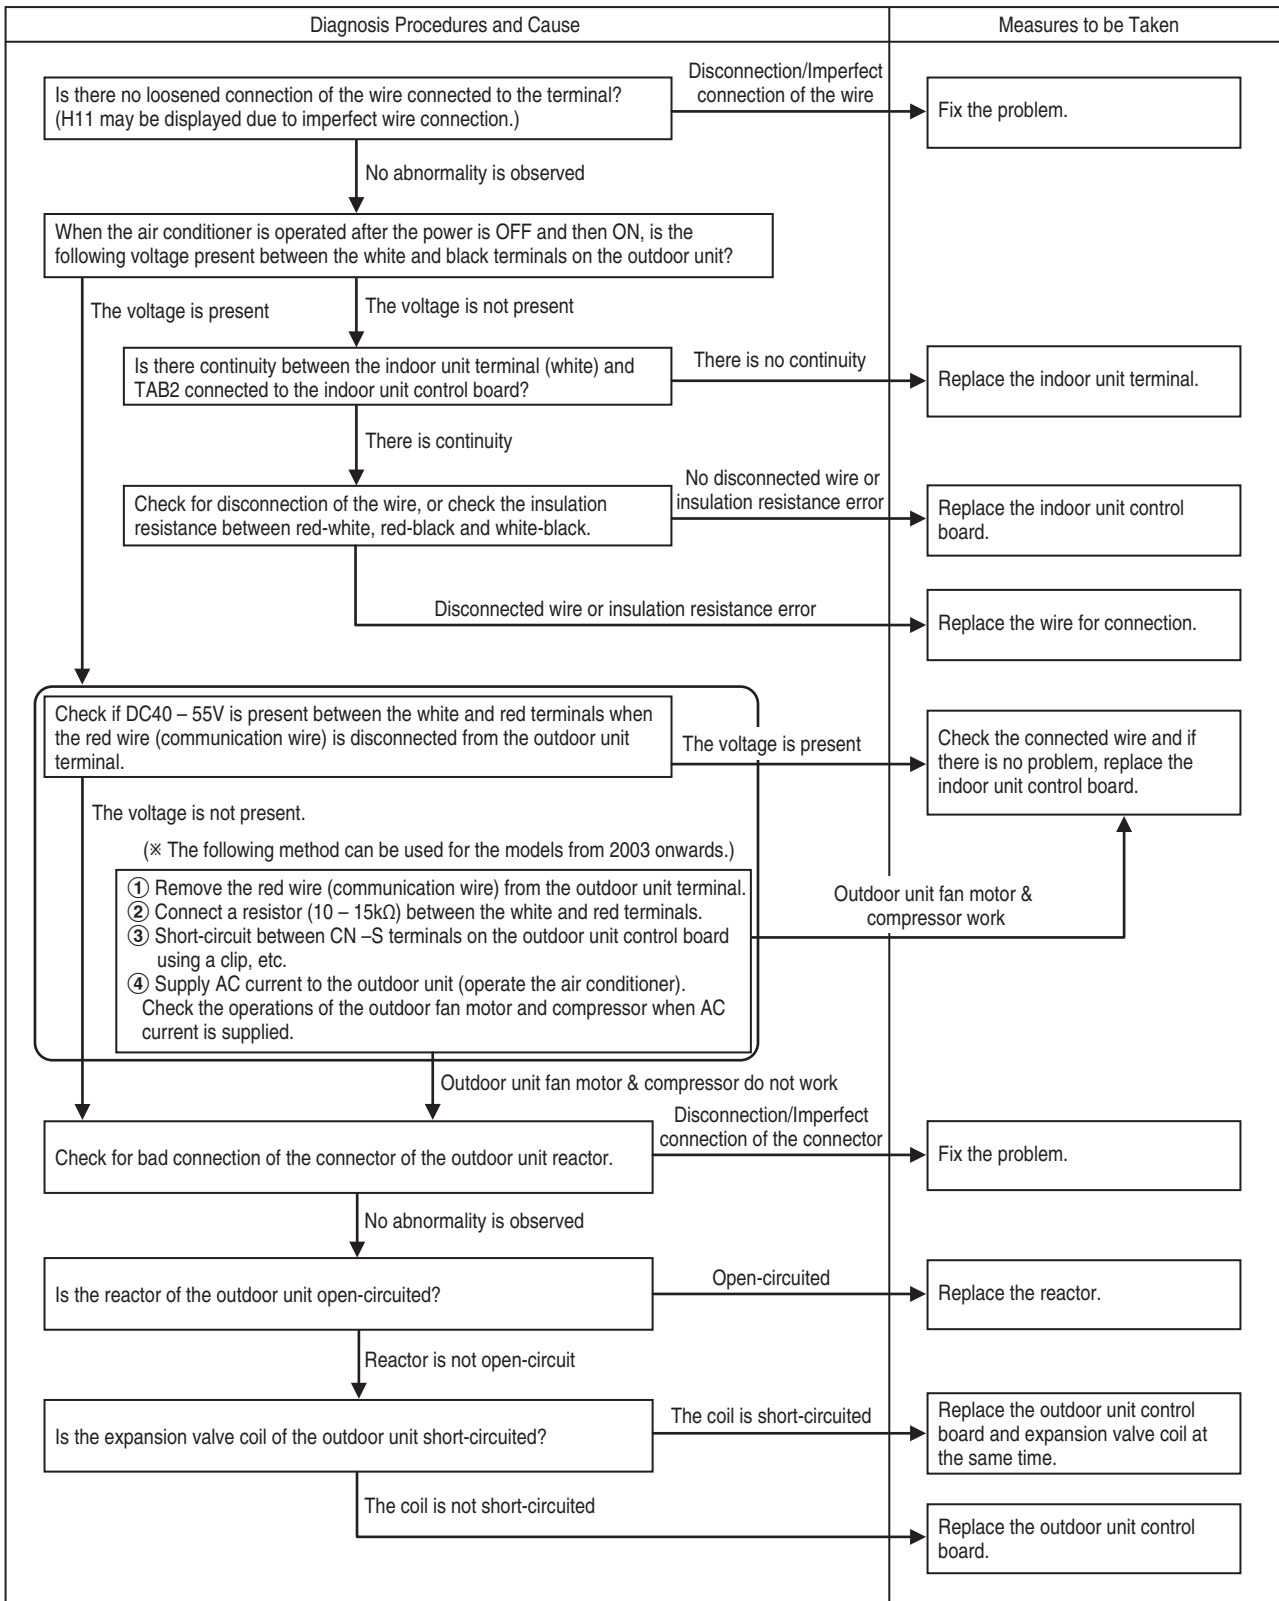 Diagnosis Procedures and Cause
Measures to be Taken
Is there no loosened connection of the wire connected to the terminal?
(H11 may be displayed due to imperfect wire connection.)
Disconnection/Imperfect
connection of the wire
Fix the problem.
No abnormality is observed
When the air conditioner is operated after the power is OFF and then ON, is the
following voltage present between the white and black terminals on the outdoor unit?
The voltage is present
The voltage is not present
Is there continuity between the indoor unit terminal (white) and
TAB2 connected to the indoor unit control board?
There is no continuity
Replace the indoor unit terminal.
There is continuity
Check for disconnection of the wire, or check the insulation
resistance between red-white, red-black and white-black.
No disconnected wire or
insulation resistance error
Replace the indoor unit control
board.
Disconnected wire or insulation resistance error
Replace the wire for connection.
Check if DC40 – 55V is present between the white and red terminals when
the red wire (communication wire) is disconnected from the outdoor unit
terminal.
The voltage is present
Check the connected wire and if
there is no problem, replace the
indoor unit control board.
The voltage is not present.
(※ The following method can be used for the models from 2003 onwards.)
① Remove the red wire (communication wire) from the outdoor unit terminal.
② Connect a resistor (10 – 15kΩ) between the white and red terminals.
③ Short-circuit between CN –S terminals on the outdoor unit control board
using a clip, etc.
④ Supply AC current to the outdoor unit (operate the air conditioner).
Check the operations of the outdoor fan motor and compressor when AC
current is supplied.
Outdoor unit fan motor &
compressor work
Outdoor unit fan motor & compressor do not work
Check for bad connection of the connector of the outdoor unit reactor.
Disconnection/Imperfect
connection of the connector
Fix the problem.
No abnormality is observed
Is the reactor of the outdoor unit open-circuited?
Open-circuited
Replace the reactor.
Reactor is not open-circuit
Is the expansion valve coil of the outdoor unit short-circuited?
The coil is short-circuited
Replace the outdoor unit control
board and expansion valve coil at
the same time.
The coil is not short-circuited
Replace the outdoor unit control
board.